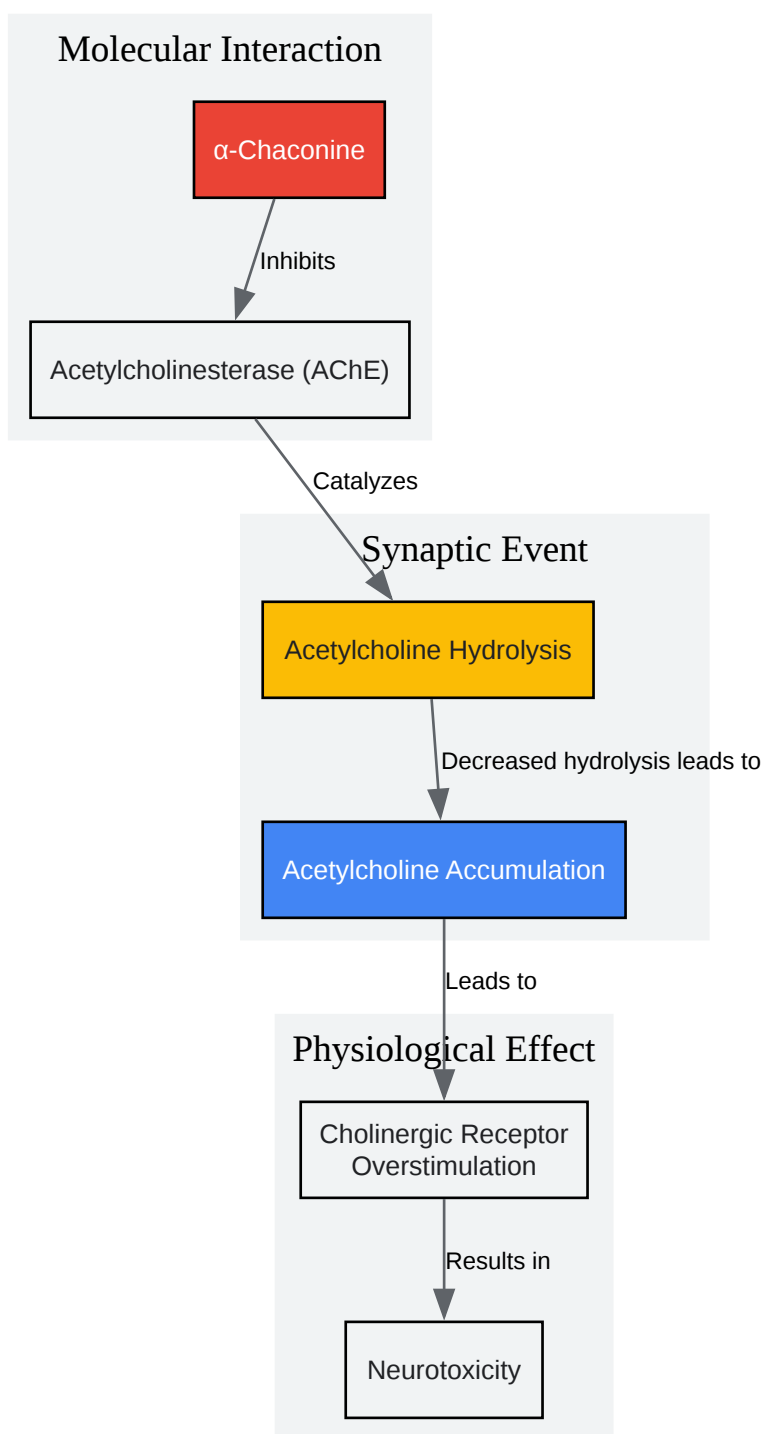 Molecular Interaction
α-Chaconine
Inhibits
Acetylcholinesterase (AChE)
Catalyzes
Synaptic Event
Acetylcholine Hydrolysis
Decreased hydrolysis leads to
Acetylcholine Accumulation
Leads to
Physiological Effect
Cholinergic Receptor
Overstimulation
Results in
Neurotoxicity